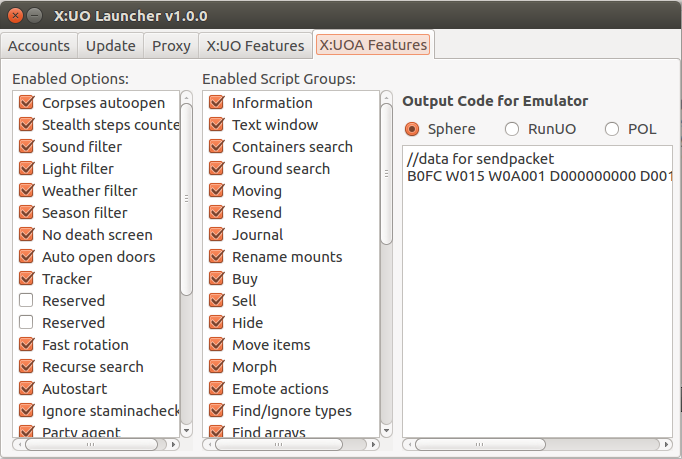 X:UO Launcher v1.0.0
Accounts Update Proxy X:UO Features X:UOA Features
Enabled Options:
Corpses autoopen
Stealth steps counte
Sound filter
Light filter
Weather filter
Season filter
No death screen
Auto open doors
Tracker
Reserved
Reserved
Fast rotation
Recurse search
Autostart
Ignore staminacheck
Party agent
Enabled Script Groups:
Information
Text window
Containers search
Ground search
Moving
Resend
Journal
Rename mounts
Buy
Sell
Hide
Move items
Morph
Emote actions
Find/Ignore types
Find arrays
Output Code for Emulator
Sphere RunUO POL
//data for sendpacket
B0FC W015 W0A001 D000000000 D001